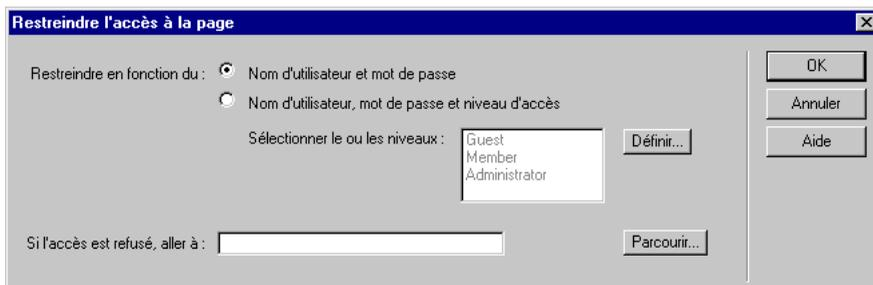 Restreindre l'accès à la page
Restreindre en fonction du :
Nom d'utilisateur et mot de passe
Nom d'utilisateur, mot de passe et niveau d'accès
Sélectionner le ou les niveaux :
Guest
Member
Administrator
Définir...
Si l'accès est refusé, aller à :
Parcourir...
OK
Annuler
Aide